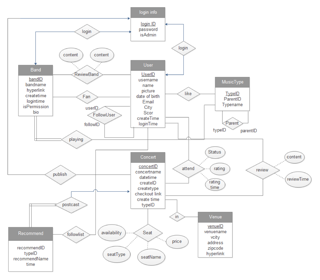 login info
login ID
password
isAdmin
login
login
content
content
ReviewBand
Band
bandID
bandname
hyperlink
createtime
logintime
isPermission
bio
Fan
User
UserID
username
name
picture
date of birth
Email
City
Scor
createTime
loginTime
FollowUser
followID
like
MusicType
TypeID
ParentID
Typename
Parent
typeID
parentID
playing
publish
attend
Status
rating
rating time
review
content
reviewTime
Concert
concertID
concertname
datetime
createID
createtype
checkout link
create time
typeID
postcast
followlist
Recommend
recommendID
typeID
recommendName
time
in
Venue
venueID
venuename
vcity
address
zipcode
hyperlink
Seat
availability
price
seatType
seatName